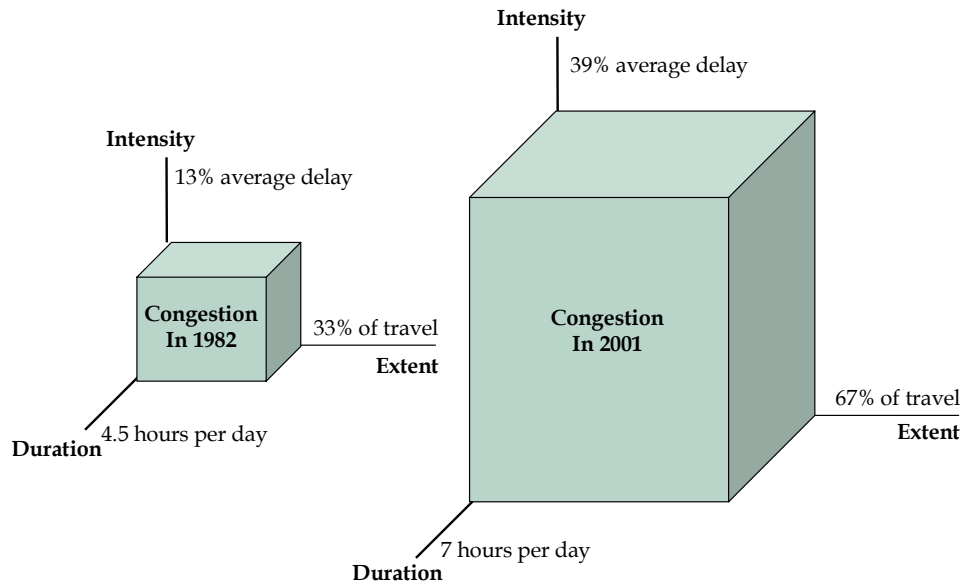 Intensity
13% average delay
Congestion
In 1982
33% of travel
Extent
Duration
4.5 hours per day
Intensity
39% average delay
Congestion
In 2001
67% of travel
Extent
7 hours per day
Duration